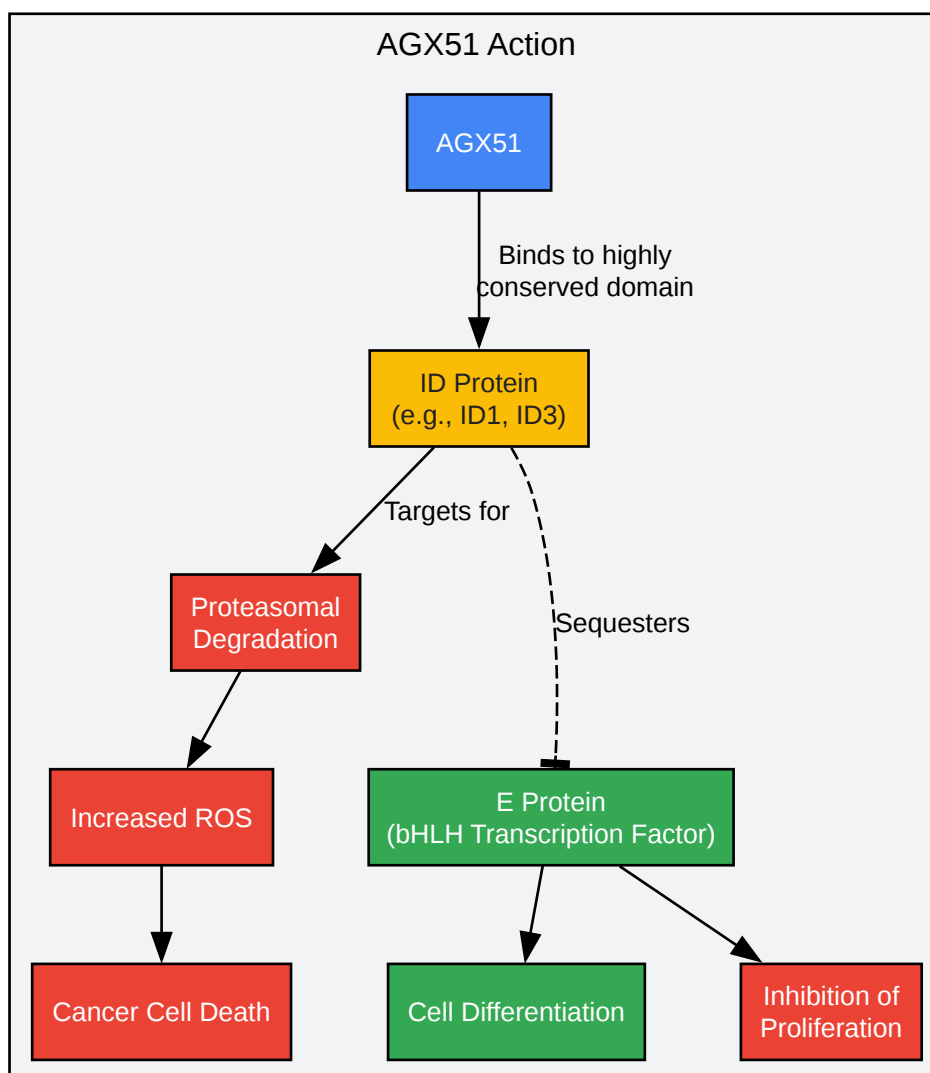 AGX51 Action
AGX51
Binds to highly
conserved domain
ID Protein
(e.g., ID1, ID3)
Targets for
Proteasomal
Degradation
Sequesters
Increased ROS
E Protein
(bHLH Transcription Factor)
Cancer Cell Death
Cell Differentiation
Inhibition of
Proliferation